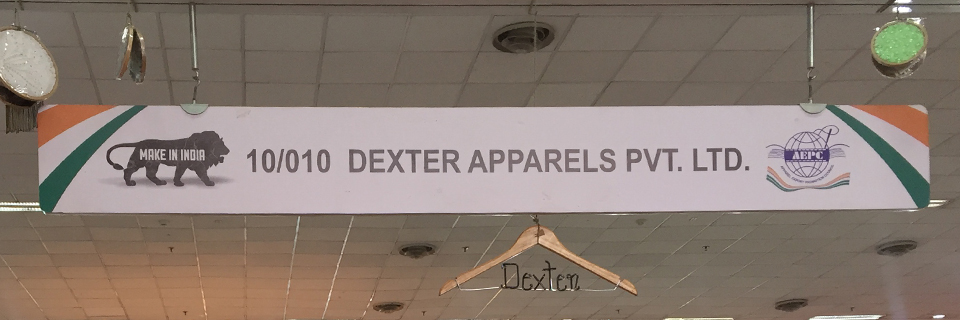 MAKE IN INDIA
10/010 DEXTER APPARELS PVT. LTD.
AEPC
Dexter